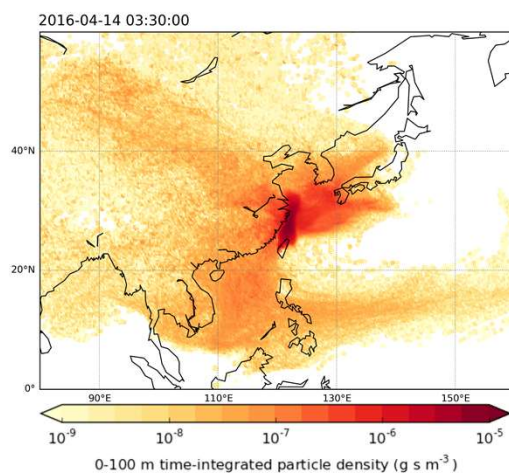 2016-04-14 03:30:00
40°N
20°N
0°
90°E 110°E 130°E 150°E
10⁻⁹ 10⁻⁸ 10⁻⁷ 10⁻⁶ 10⁻⁵
0-100 m time-integrated particle density (g s m⁻³)